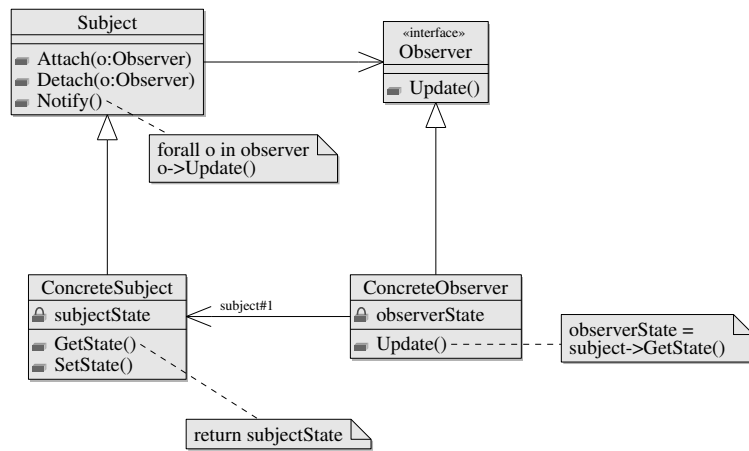 Subject
Attach(o:Observer)
Detach(o:Observer)
Notify()
«interface»
Observer
Update()
forall o in observer
o->Update()
ConcreteSubject
subjectState
GetState()
SetState()
subject#1
ConcreteObserver
observerState
Update()
observerState =
subject->GetState()
return subjectState